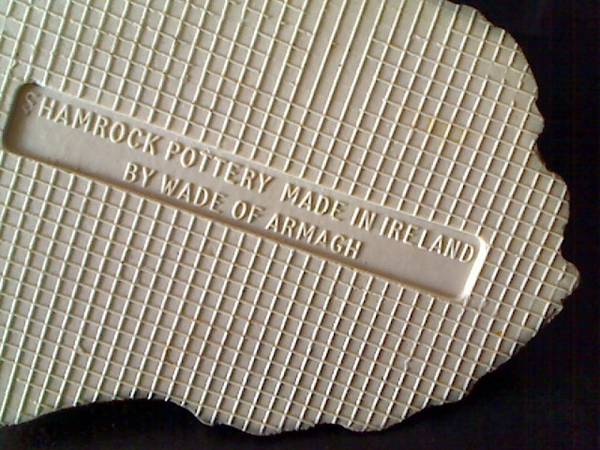 SHAMROCK POTTERY MADE IN IRELAND
BY WADE OF ARMAGH